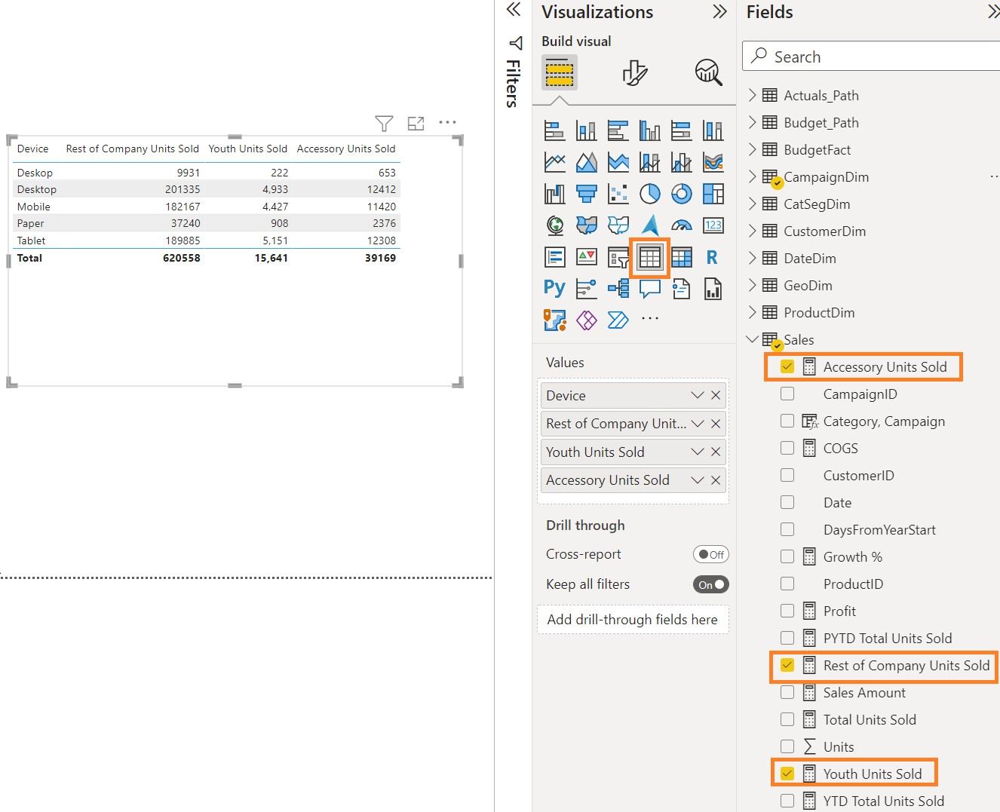 Device Rest of Company Units Sold Youth Units Sold Accessory Units Sold
Deskop 9931 222 653
Desktop 201335 4,933 12412
Mobile 182167 4,427 11420
Paper 37240 908 2376
Tablet 189885 5,151 12308
Total 620558 15,641 39169
Filters
Visualizations
Build visual
123
R
Py
Values
Device
Rest of Company Unit...
Youth Units Sold
Accessory Units Sold
Drill through
Cross-report Off
Keep all filters On
Add drill-through fields here
Fields
Search
Actuals_Path
Budget_Path
BudgetFact
CampaignDim
CatSegDim
CustomerDim
DateDim
GeoDim
ProductDim
Sales
Accessory Units Sold
CampaignID
Category, Campaign
COGS
CustomerID
Date
DaysFromYearStart
Growth %
ProductID
Profit
PYTD Total Units Sold
Rest of Company Units Sold
Sales Amount
Total Units Sold
Units
Youth Units Sold
YTD Total Units Sold